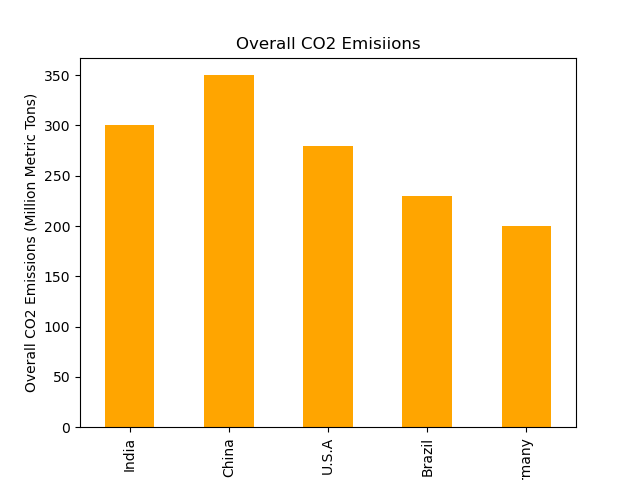 Overall CO2 Emisiions
Overall CO2 Emissions (Million Metric Tons)
350
300
250
200
150
100
50
0
India
China
U.S.A
Brazil
rmany